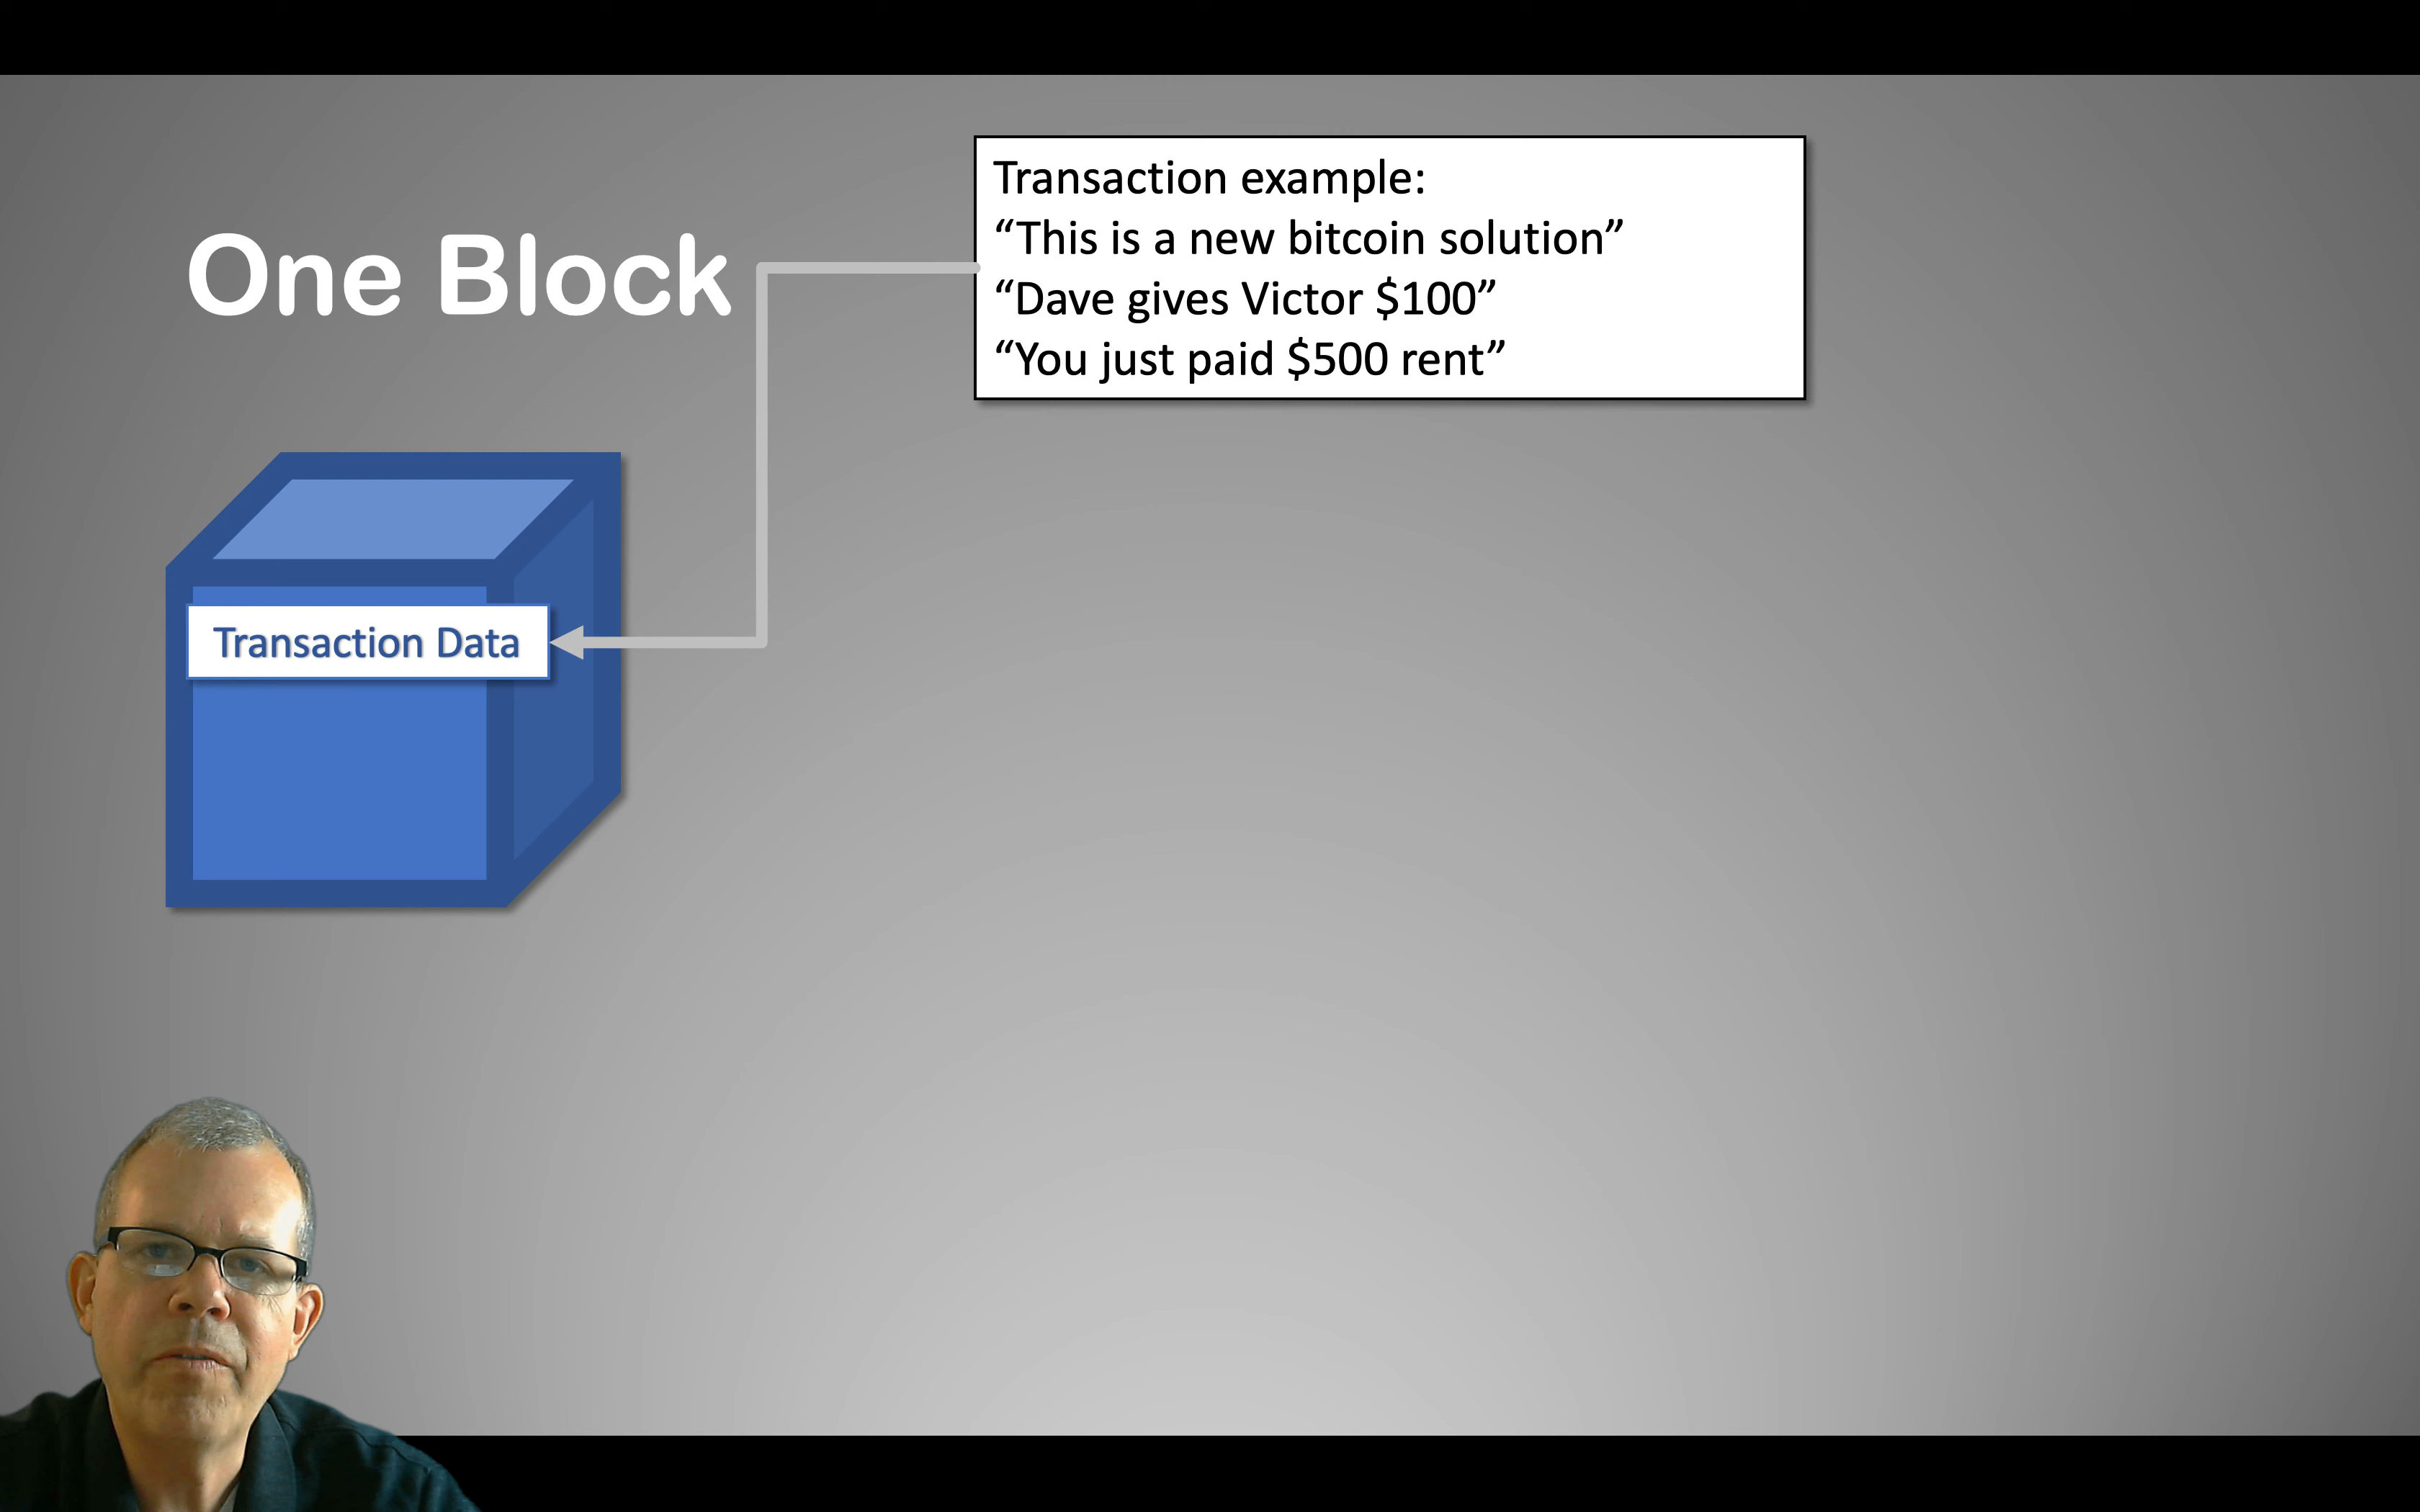 One Block
Transaction example:
“This is a new bitcoin solution”
“Dave gives Victor $100”
“You just paid $500 rent”
Transaction Data